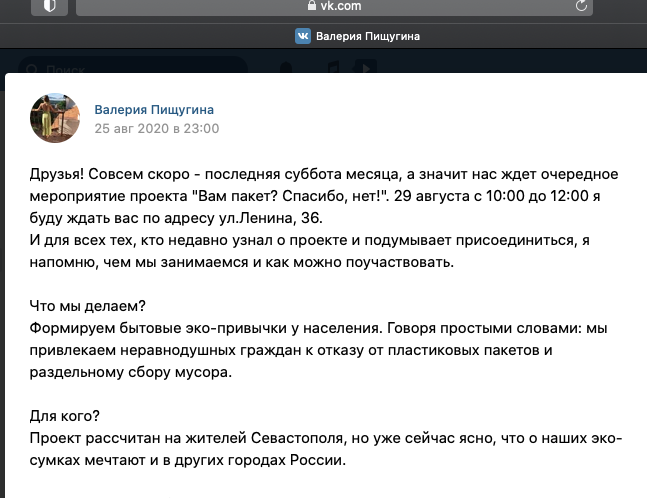 vk.com
Валерия Пищугина
Поиск
Валерия Пищугина
25 авг 2020 в 23:00
Друзья! Совсем скоро - последняя суббота месяца, а значит нас ждет очередное
мероприятие проекта "Вам пакет? Спасибо, нет!". 29 августа с 10:00 до 12:00 я
буду ждать вас по адресу ул.Ленина, 36.
И для всех тех, кто недавно узнал о проекте и подумывает присоединиться, я
напомню, чем мы занимаемся и как можно поучаствовать.
Что мы делаем?
Формируем бытовые эко-привычки у населения. Говоря простыми словами: мы
привлекаем неравнодушных граждан к отказу от пластиковых пакетов и
раздельному сбору мусора.
Для кого?
Проект рассчитан на жителей Севастополя, но уже сейчас ясно, что о наших эко-
сумках мечтают и в других городах России.